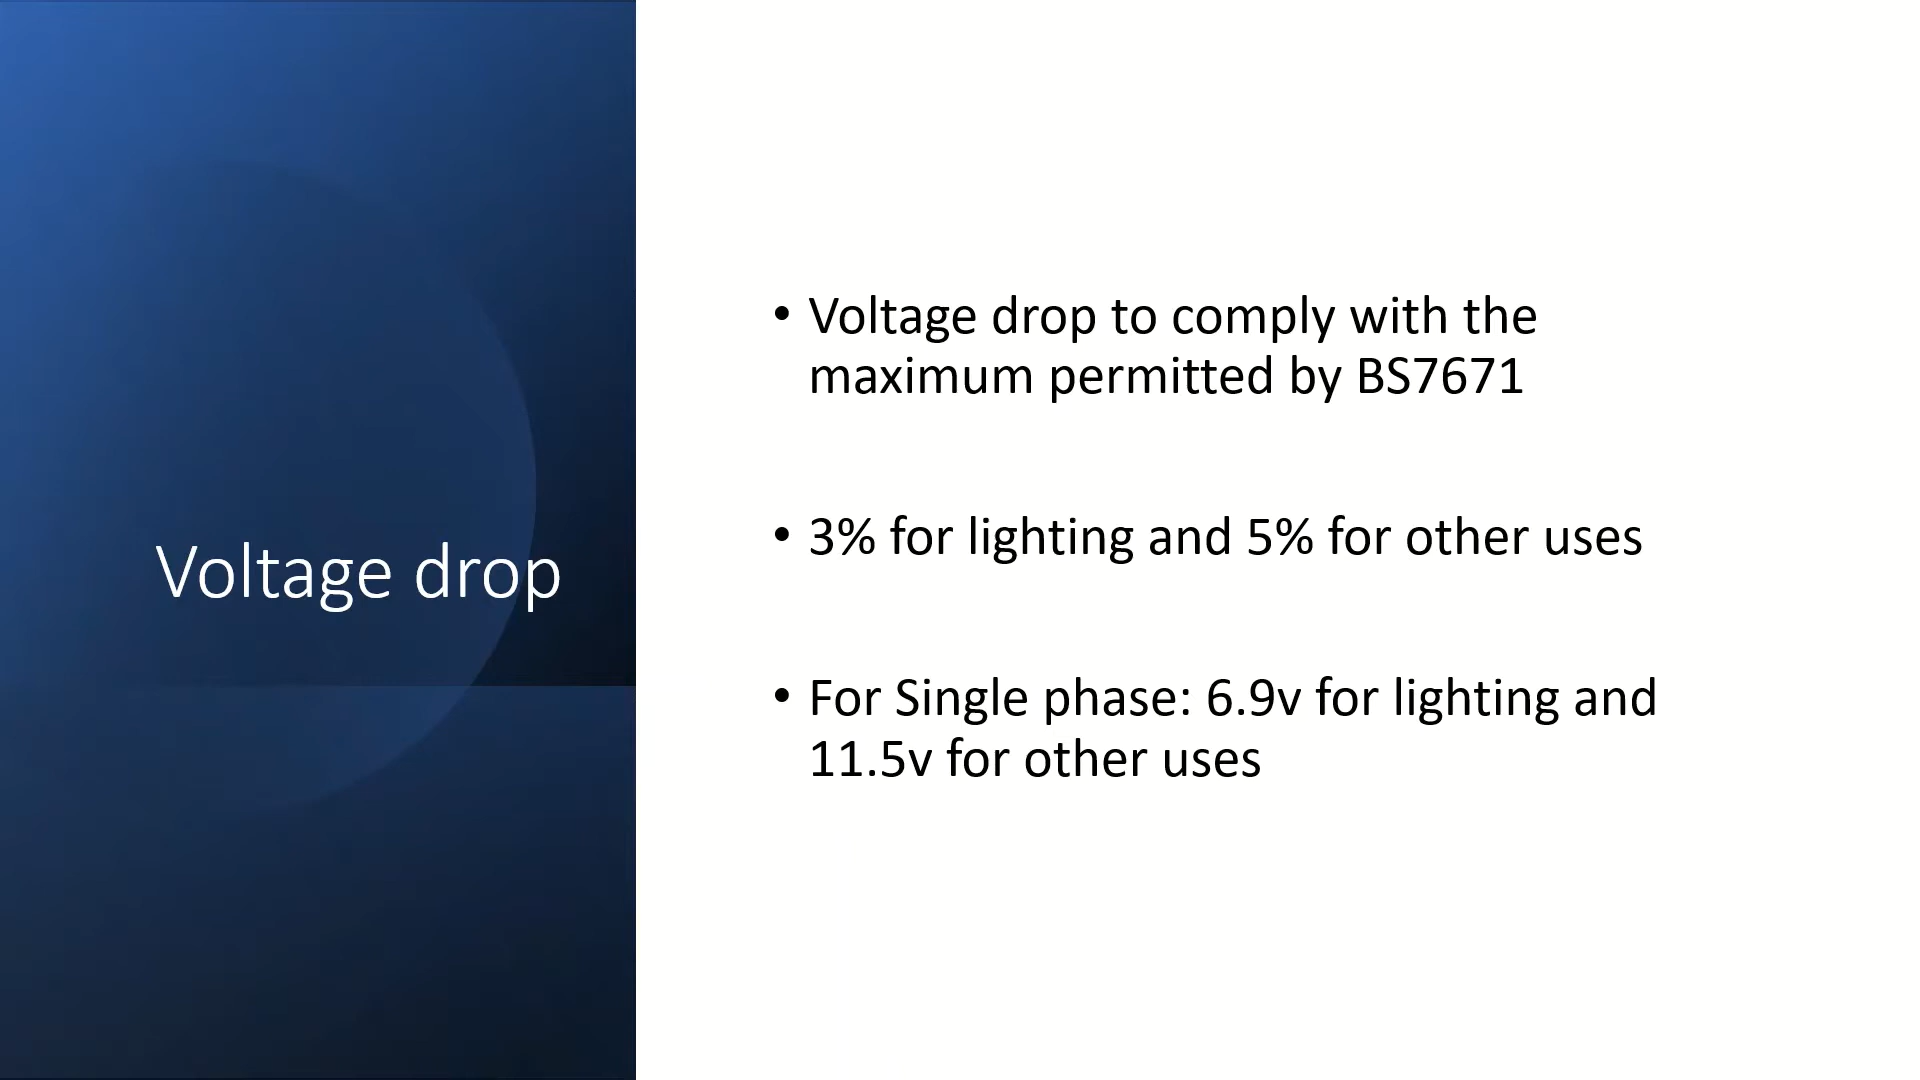 Voltage drop
• Voltage drop to comply with the
maximum permitted by BS7671
• 3% for lighting and 5% for other uses
• For Single phase: 6.9v for lighting and
11.5v for other uses